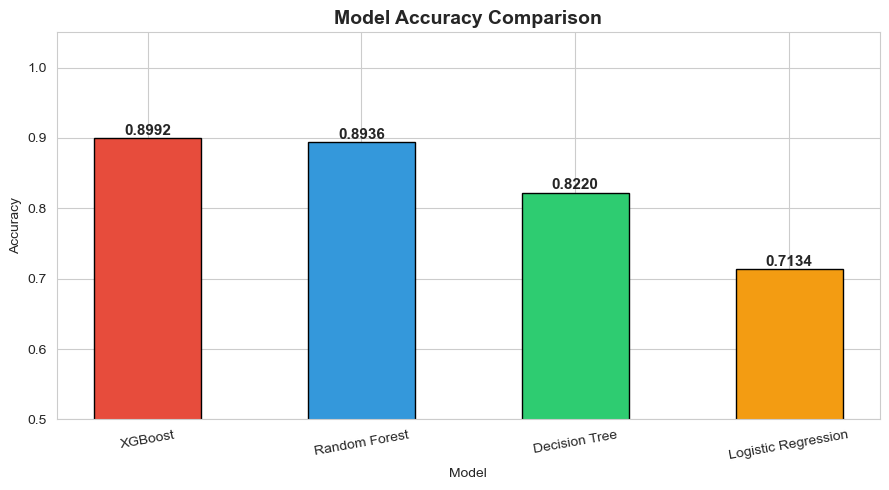 Model Accuracy Comparison
1.0
0.9
0.8
0.7
0.6
0.5
Accuracy
0.8992
0.8936
0.8220
0.7134
XGBoost
Random Forest
Decision Tree
Logistic Regression
Model